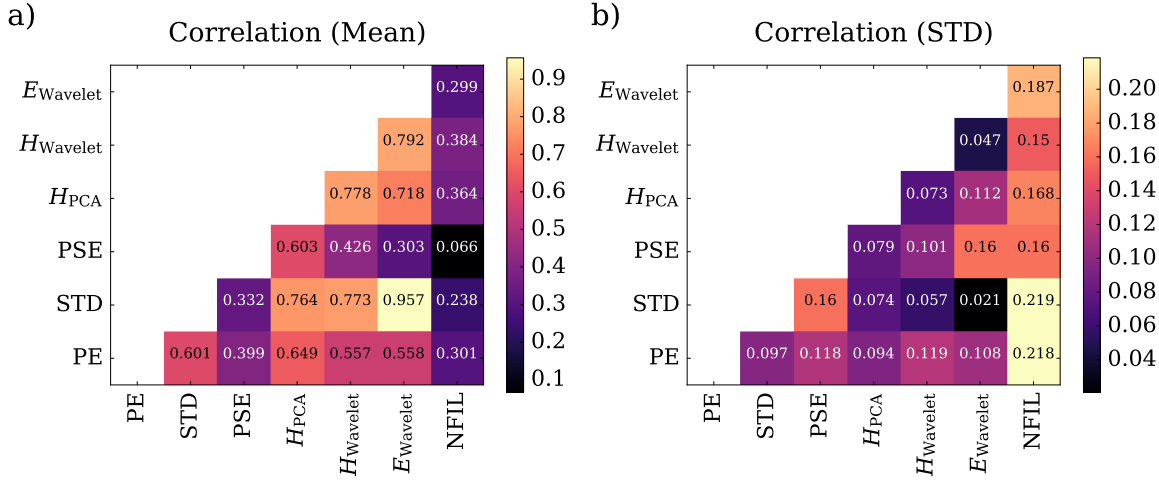 a)
Correlation (Mean)
E_Wavelet 0.299
H_Wavelet 0.792 0.384
H_PCA 0.778 0.718 0.364
PSE 0.603 0.426 0.303 0.066
STD 0.332 0.764 0.773 0.957 0.238
PE 0.601 0.399 0.649 0.557 0.558 0.301
PE STD PSE H_PCA H_Wavelet E_Wavelet NFIL
0.9
0.8
0.7
0.6
0.5
0.4
0.3
0.2
0.1
b)
Correlation (STD)
E_Wavelet 0.187
H_Wavelet 0.047 0.15
H_PCA 0.073 0.112 0.168
PSE 0.079 0.101 0.16 0.16
STD 0.16 0.074 0.057 0.021 0.219
PE 0.097 0.118 0.094 0.119 0.108 0.218
PE STD PSE H_PCA H_Wavelet E_Wavelet NFIL
0.20
0.18
0.16
0.14
0.12
0.10
0.08
0.06
0.04